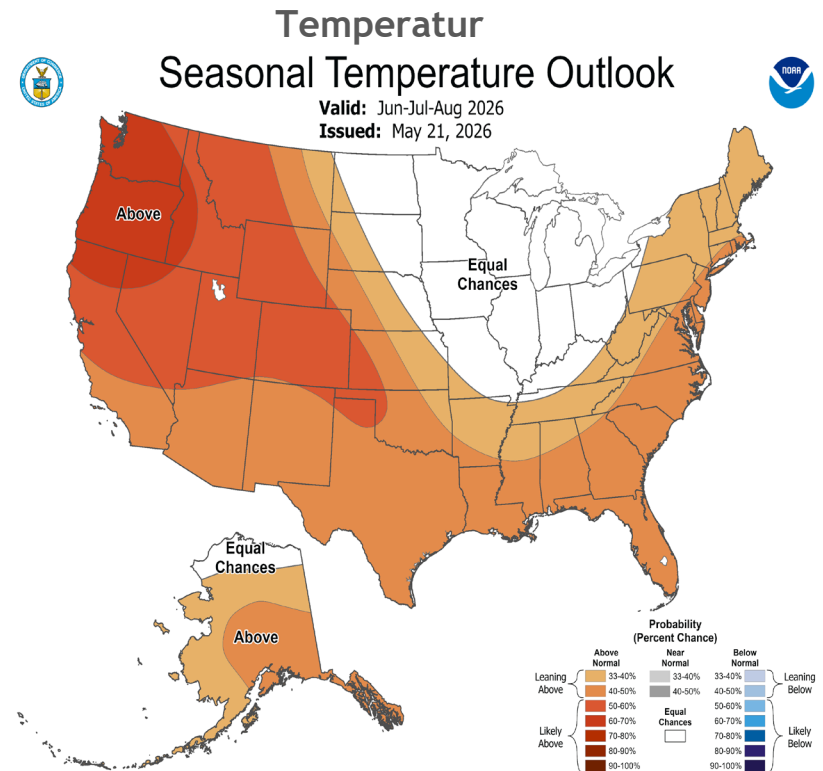 Temperatur
Seasonal Temperature Outlook
Valid: Jun-Jul-Aug 2026
Issued: May 21, 2026
NOAA
Above
Equal
Chances
Equal
Chances
Above
Probability
(Percent Chance)
Above
Normal
Near
Normal
Below
Normal
Leaning
Above
33-40%
40-50%
33-40%
40-50%
33-40%
40-50%
Leaning
Below
Likely
Above
50-60%
60-70%
70-80%
80-90%
90-100%
Equal
Chances
50-60%
60-70%
70-80%
80-90%
90-100%
Likely
Below